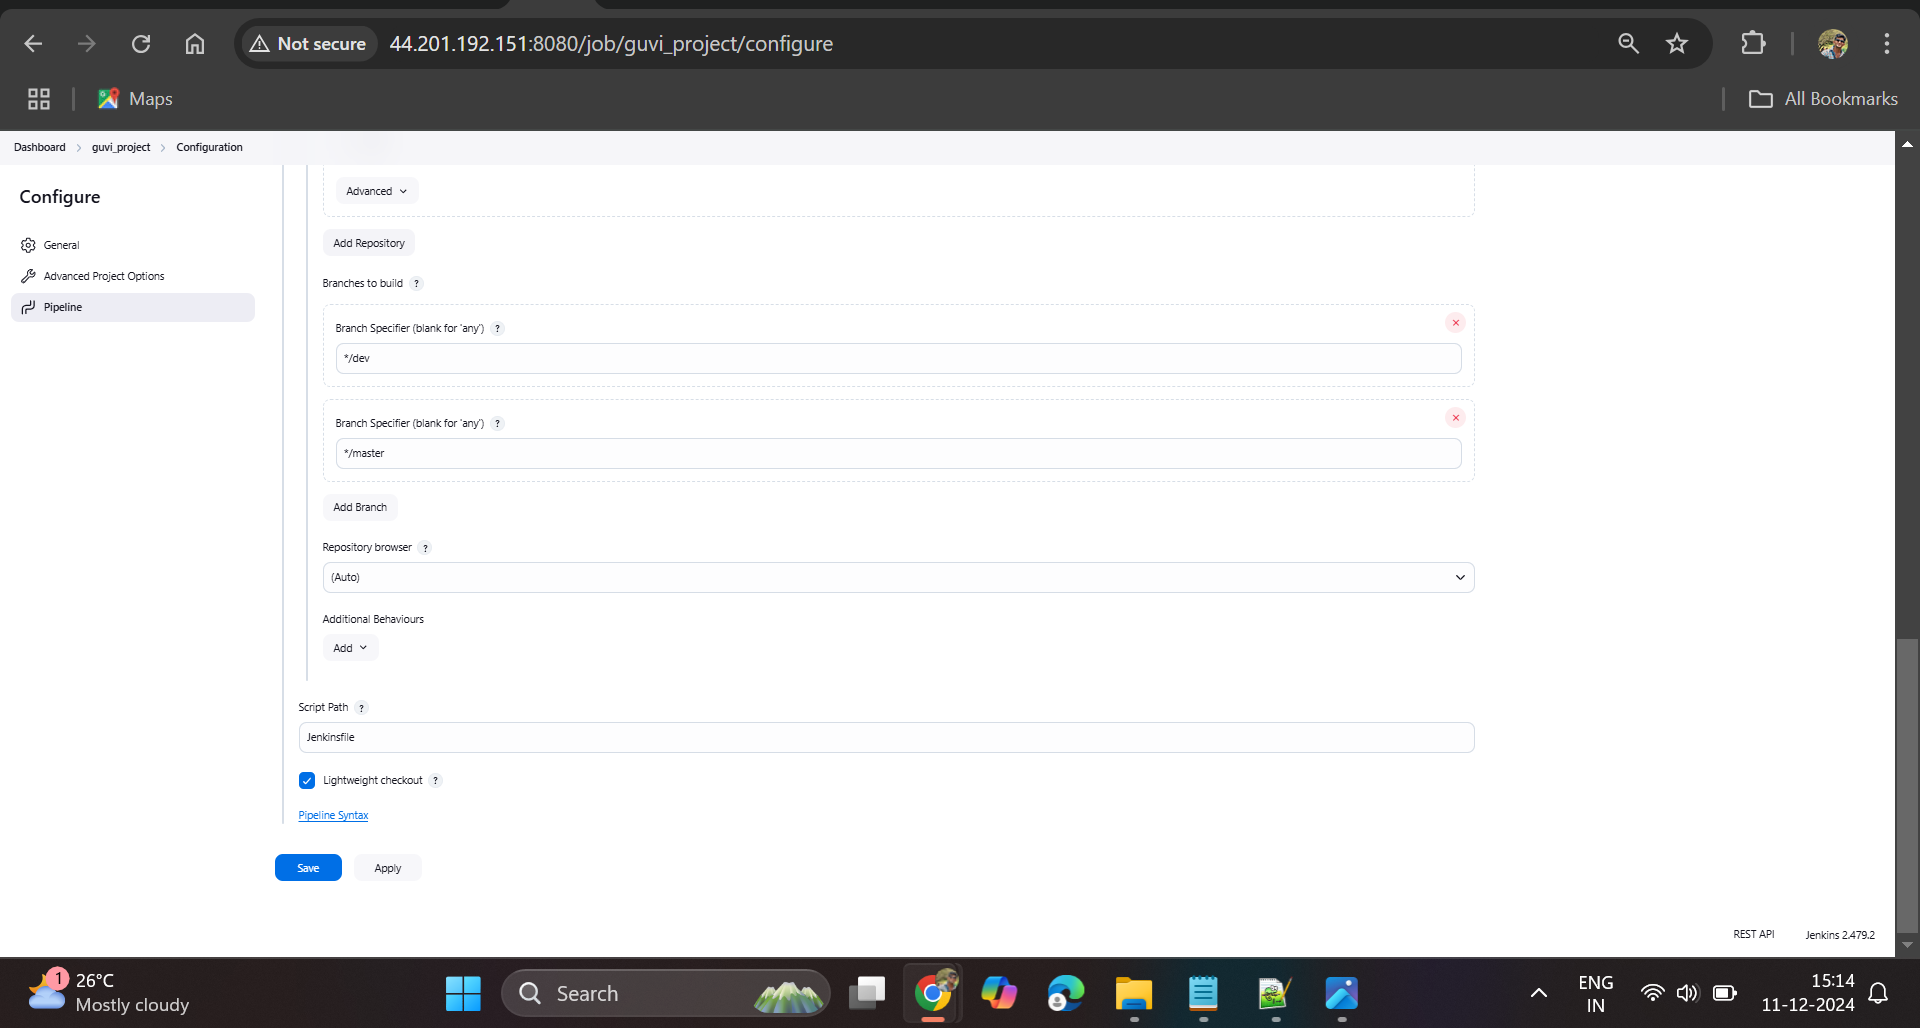 Not secure
44.201.192.151:8080/job/guvi_project/configure
Maps
All Bookmarks
Dashboard
guvi_project
Configuration
Configure
General
Advanced Project Options
Pipeline
Advanced
Add Repository
Branches to build ?
Branch Specifier (blank for 'any') ?
*/dev
Branch Specifier (blank for 'any') ?
*/master
Add Branch
Repository browser ?
(Auto)
Additional Behaviours
Add
Script Path ?
Jenkinsfile
Lightweight checkout ?
Pipeline Syntax
Save
Apply
REST API
Jenkins 2.479.2
1
26°C
Mostly cloudy
Search
ENG
IN
15:14
11-12-2024